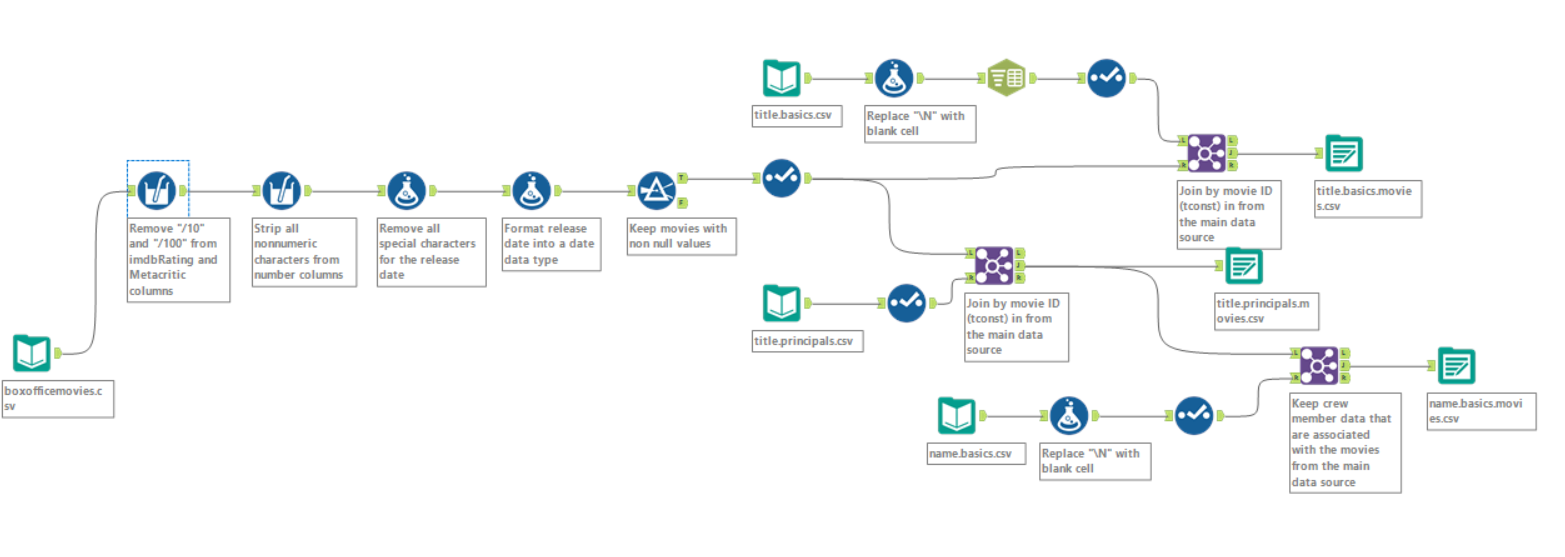 title.basics.csv
Replace "\N" with
blank cell
Join by movie ID
(tconst) in from
the main data
source
title.basics.movie
s.csv
Remove "/10"
and "/100" from
imdbRating and
Metacritic
columns
Strip all
nonnumeric
characters from
number columns
Remove all
special characters
for the release
date
Format release
date into a date
data type
T
F
Keep movies with
non null values
L
R
L
J
R
title.principals.csv
Join by movie ID
(tconst) in from
the main data
source
L
R
L
J
R
title.principals.m
ovies.csv
boxofficemovies.c
sv
name.basics.csv
Replace "\N" with
blank cell
L
R
L
J
R
Keep crew
member data that
are associated
with the movies
from the main
data source
name.basics.movi
es.csv